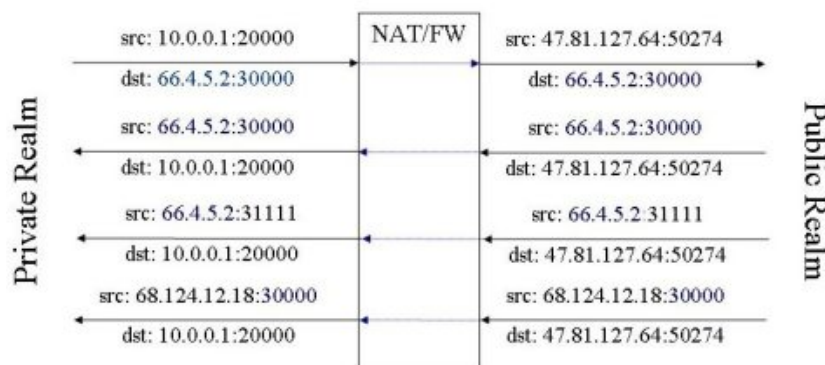 NAT/FW
Private Realm
Public Realm
src: 10.0.0.1:20000
src: 47.81.127.64:50274
dst: 66.4.5.2:30000
dst: 66.4.5.2:30000
src: 66.4.5.2:30000
src: 66.4.5.2:30000
dst: 10.0.0.1:20000
dst: 47.81.127.64:50274
src: 66.4.5.2:31111
src: 66.4.5.2:31111
dst: 10.0.0.1:20000
dst: 47.81.127.64:50274
src: 68.124.12.18:30000
src: 68.124.12.18:30000
dst: 10.0.0.1:20000
dst: 47.81.127.64:50274